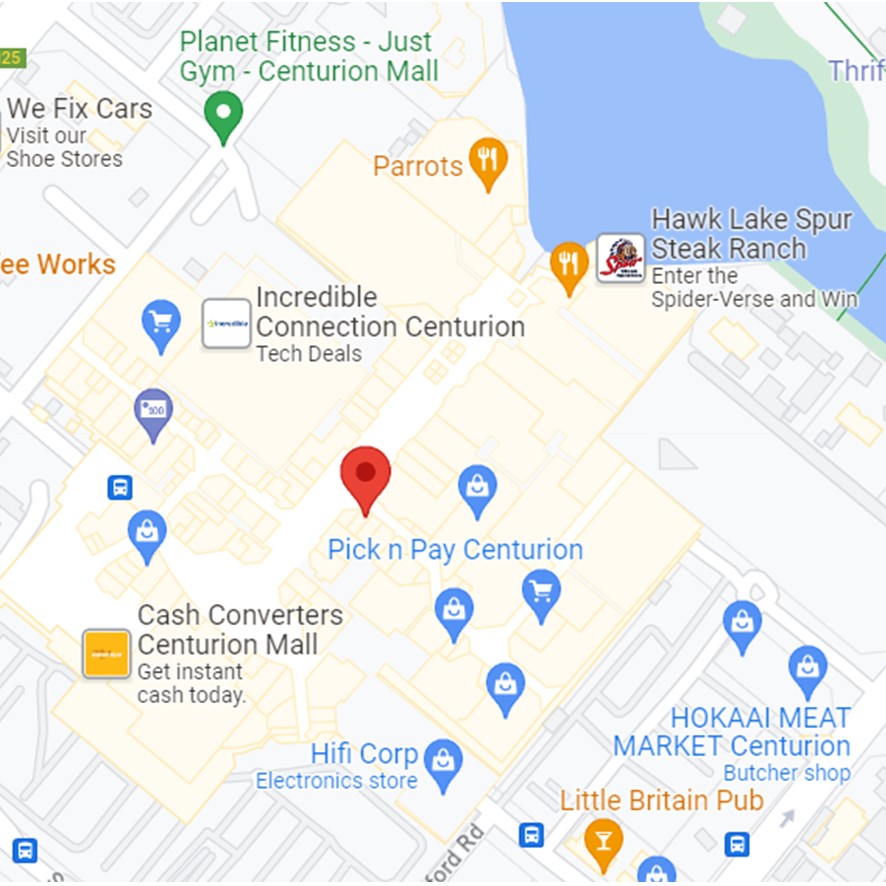 Planet Fitness - Just
Gym - Centurion Mall
25
Thrif
We Fix Cars
Visit our
Shoe Stores
Parrots
Hawk Lake Spur
Steak Ranch
Enter the
Spider-Verse and Win
ee Works
Incredible
Connection Centurion
Tech Deals
Pick n Pay Centurion
Cash Converters
Centurion Mall
Get instant
cash today.
HOKAAI MEAT
MARKET Centurion
Butcher shop
Hifi Corp
Electronics store
Little Britain Pub
ford Rd